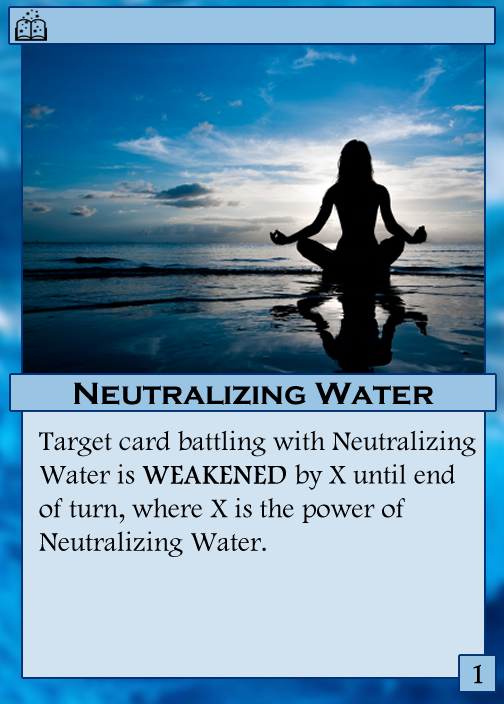 NEUTRALIZING WATER
Target card battling with Neutralizing
Water is WEAKENED by X until end
of turn, where X is the power of
Neutralizing Water.
1